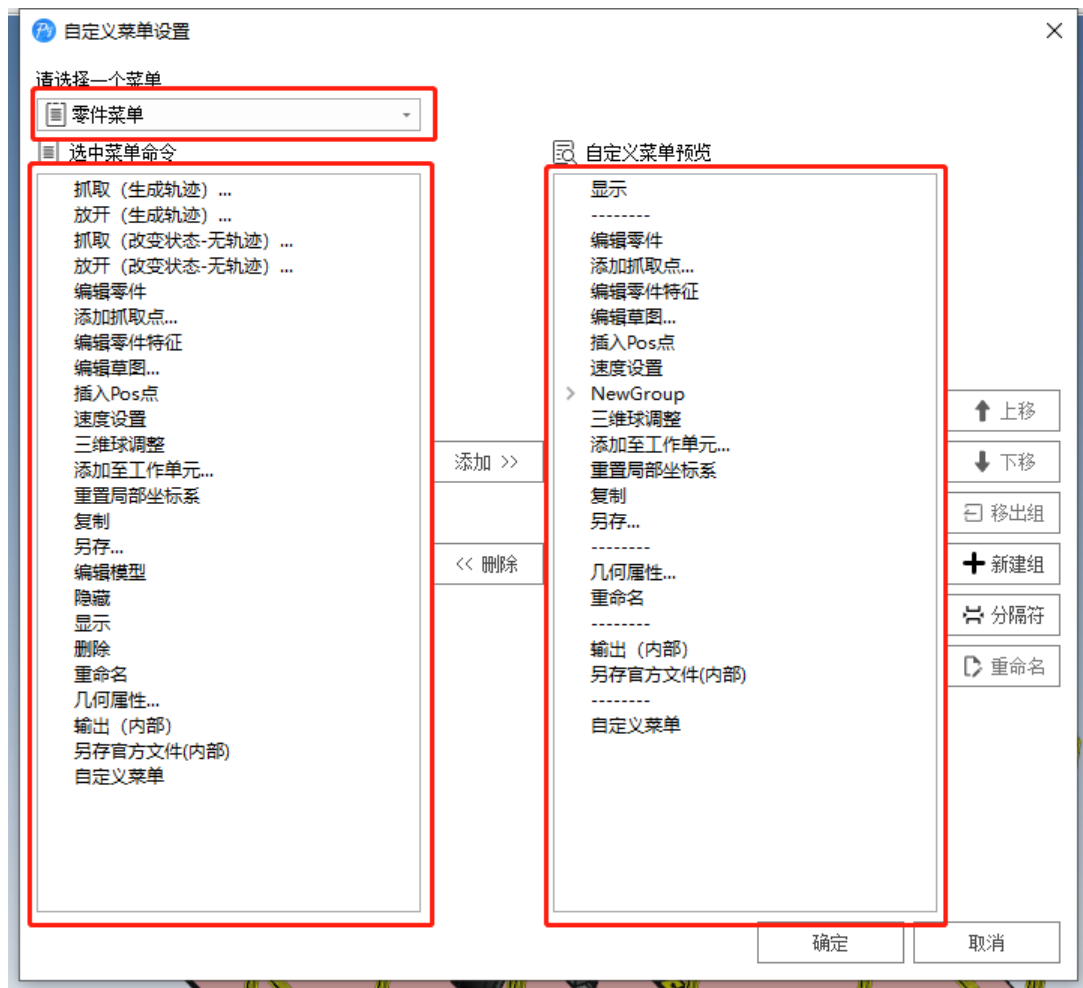 自定义菜单设置
请选择一个菜单
零件菜单
选中菜单命令
抓取（生成轨迹）...
放开（生成轨迹）...
抓取（改变状态-无轨迹）...
放开（改变状态-无轨迹）...
编辑零件
添加抓取点...
编辑零件特征
编辑草图...
插入Pos点
速度设置
三维球调整
添加至工作单元...
重置局部坐标系
复制
另存...
编辑模型
隐藏
显示
删除
重命名
几何属性...
输出（内部）
另存官方文件(内部)
自定义菜单
添加 >>
<< 删除
自定义菜单预览
显示
--------
编辑零件
添加抓取点...
编辑零件特征
编辑草图...
插入Pos点
速度设置
NewGroup
三维球调整
添加至工作单元...
重置局部坐标系
复制
另存...
--------
几何属性...
重命名
--------
输出（内部）
另存官方文件(内部)
--------
自定义菜单
上移
下移
移出组
新建组
分隔符
重命名
确定
取消